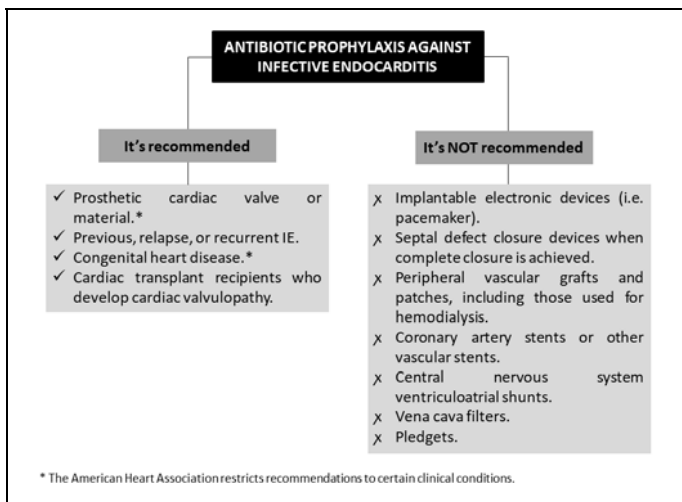 ANTIBIOTIC PROPHYLAXIS AGAINST
INFECTIVE ENDOCARDITIS
It's recommended
✓ Prosthetic cardiac valve or
material.*
✓ Previous, relapse, or recurrent IE.
✓ Congenital heart disease.*
✓ Cardiac transplant recipients who
develop cardiac valvulopathy.
It's NOT recommended
x Implantable electronic devices (i.e.
pacemaker).
x Septal defect closure devices when
complete closure is achieved.
x Peripheral vascular grafts and
patches, including those used for
hemodialysis.
x Coronary artery stents or other
vascular stents.
x Central nervous system
ventriculoatrial shunts.
x Vena cava filters.
x Pledgets.
* The American Heart Association restricts recommendations to certain clinical conditions.